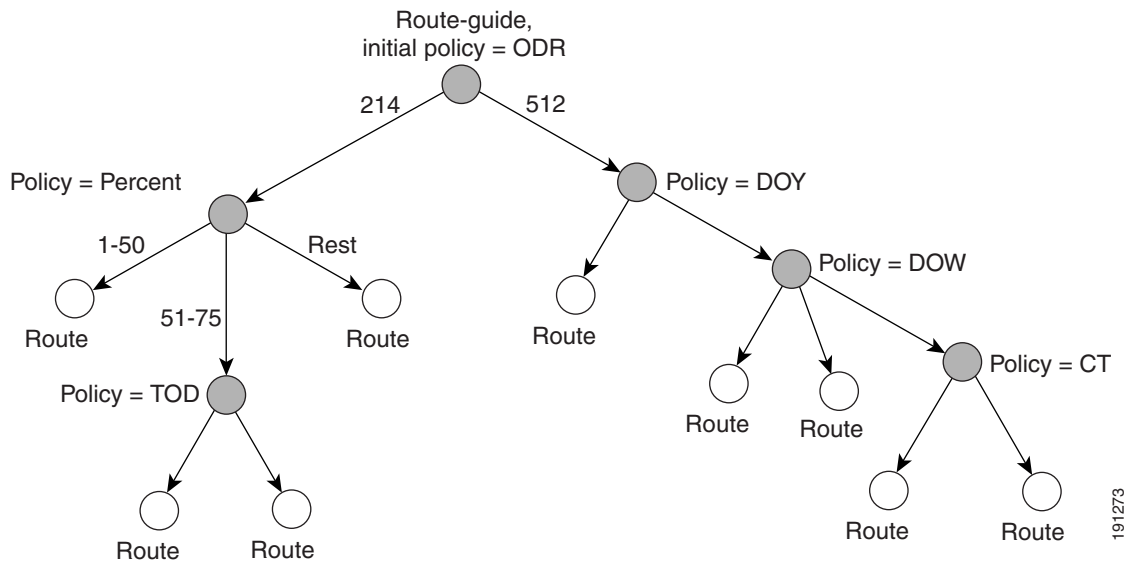 Route-guide,
initial policy = ODR
214
512
Policy = Percent
Policy = DOY
1-50
Rest
Policy = DOW
51-75
Route
Route
Route
Policy = CT
Policy = TOD
Route
Route
Route
Route
Route
Route
191273